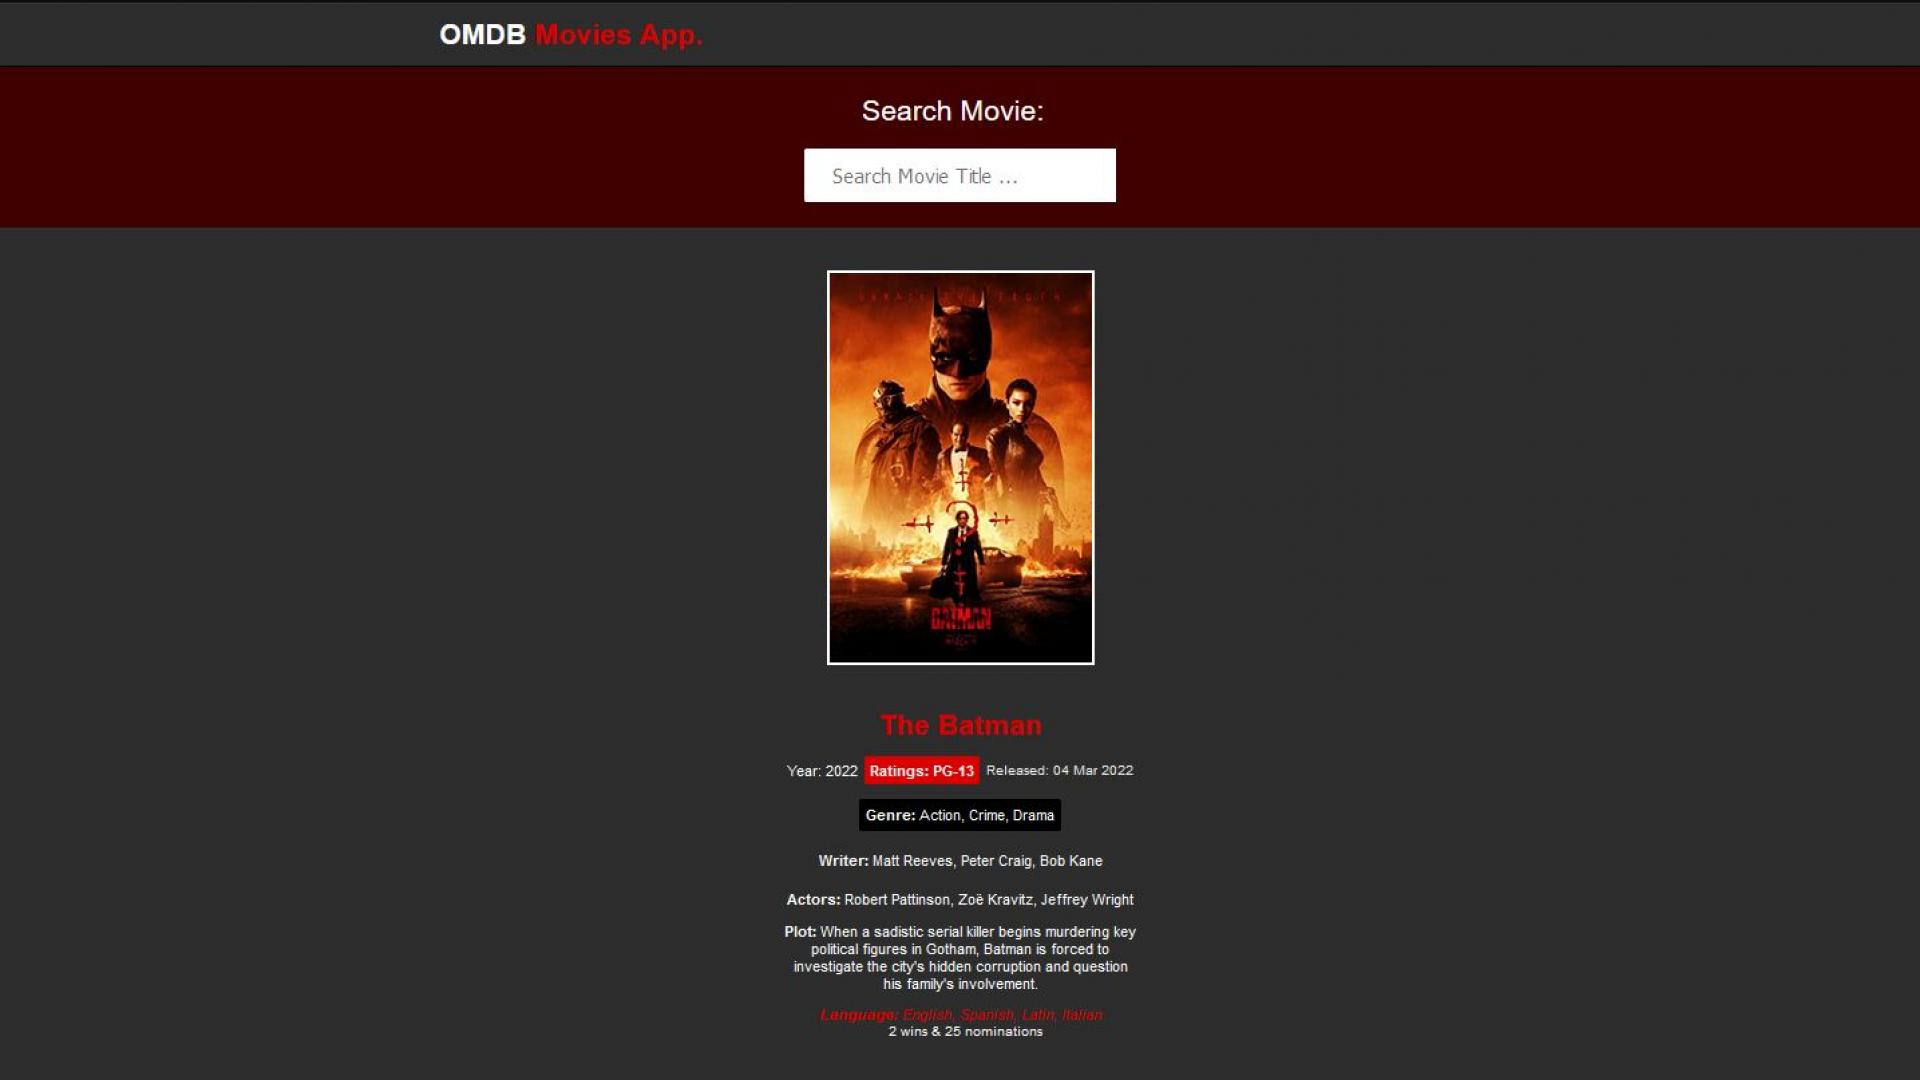 OMDB Movies App.
Search Movie:
Search Movie Title ...
BATMAN
The Batman
Year: 2022 Ratings: PG-13 Released: 04 Mar 2022
Genre: Action, Crime, Drama
Writer: Matt Reeves, Peter Craig, Bob Kane
Actors: Robert Pattinson, Zoë Kravitz, Jeffrey Wright
Plot: When a sadistic serial killer begins murdering key
political figures in Gotham, Batman is forced to
investigate the city's hidden corruption and question
his family's involvement.
Language: English, Spanish, Latin, Italian
2 wins & 25 nominations